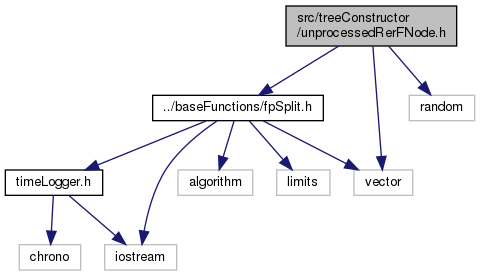 src/treeConstructor
/unprocessedRerFNode.h
../baseFunctions/fpSplit.h
random
timeLogger.h
algorithm
limits
vector
chrono
iostream